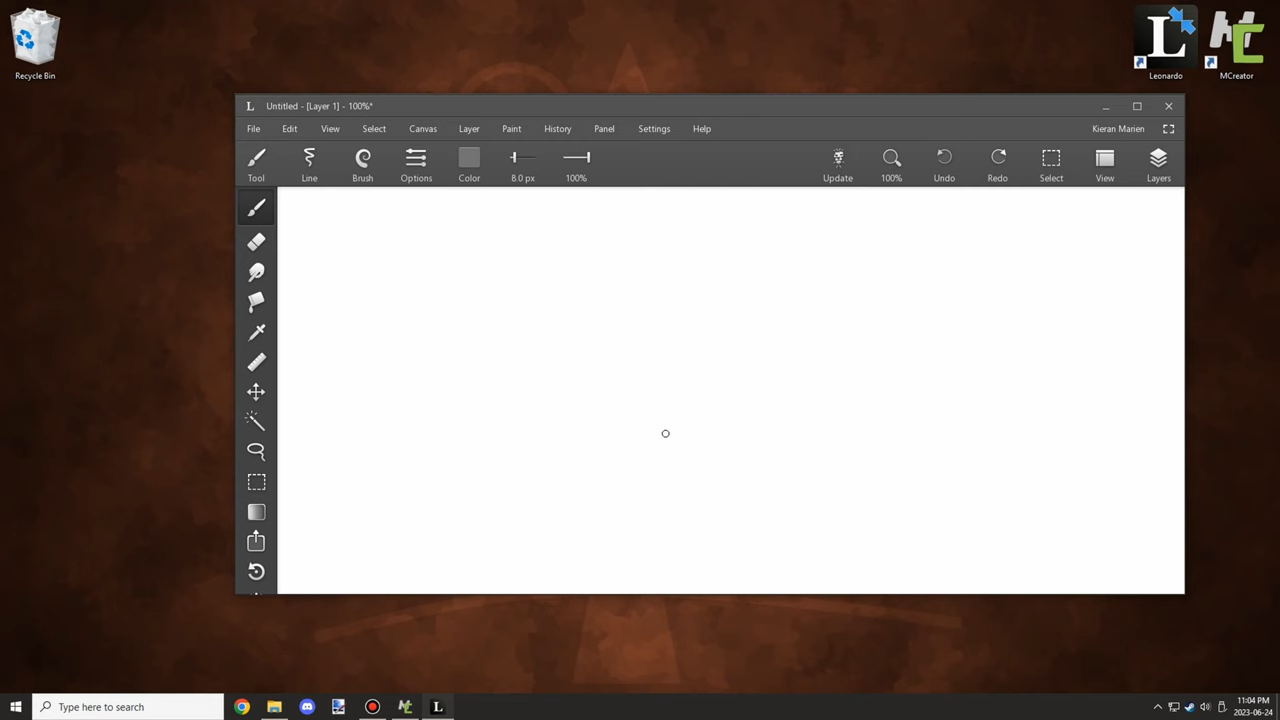 Recycle Bin
Leonardo
MCreator
L Untitled - [Layer 1] - 100%*
File Edit View Select Canvas Layer Paint History Panel Settings Help Kieran Marien
Tool Line Brush Options Color 8.0 px 100% Update 100% Undo Redo Select View Layers
Type here to search
11:04 PM
2023-06-24